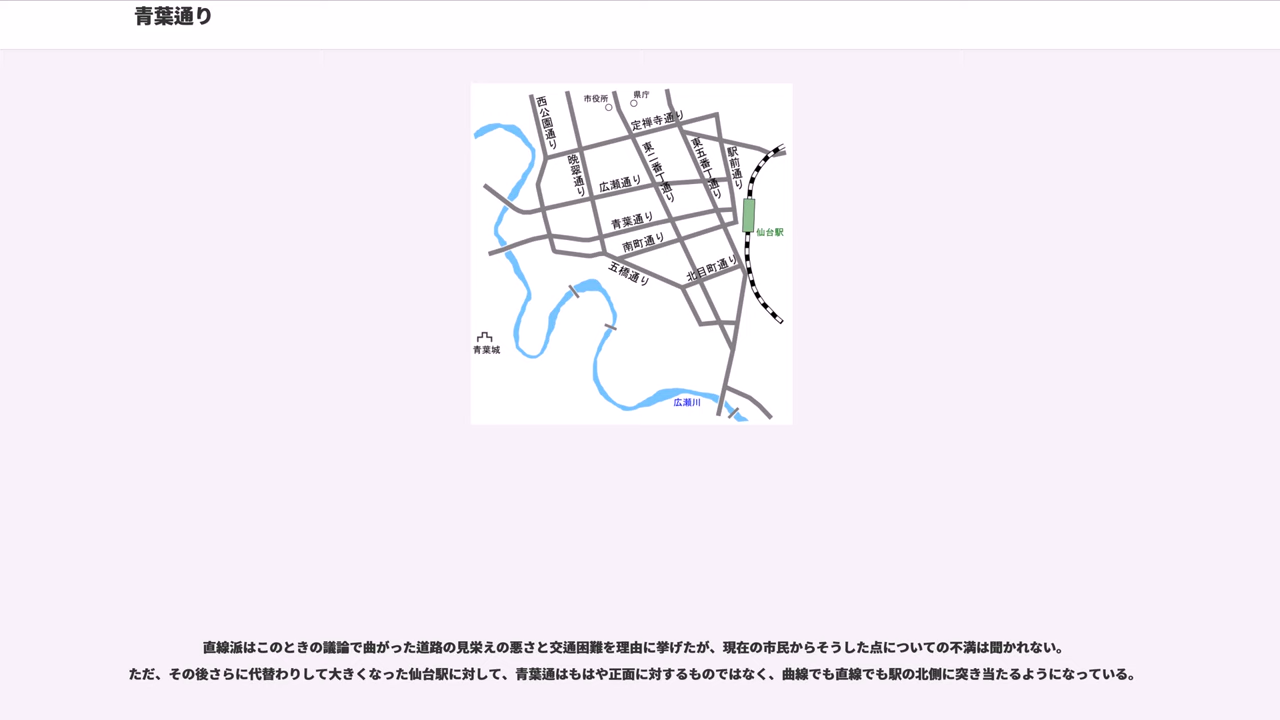 青葉通り
市役所
県庁
西公園通り
定禅寺通り
晩翠通り
東二番丁通り
東五番丁通り
駅前通り
広瀬通り
青葉通り
南町通り
仙台駅
五橋通り
北目町通り
青葉城
広瀬川
直線派はこのときの議論で曲がった道路の見栄えの悪さと交通困難を理由に挙げたが、現在の市民からそうした点についての不満は聞かれない。
ただ、その後さらに代替わりして大きくなった仙台駅に対して、青葉通はもはや正面に対するものではなく、曲線でも直線でも駅の北側に突き当たるようになっている。